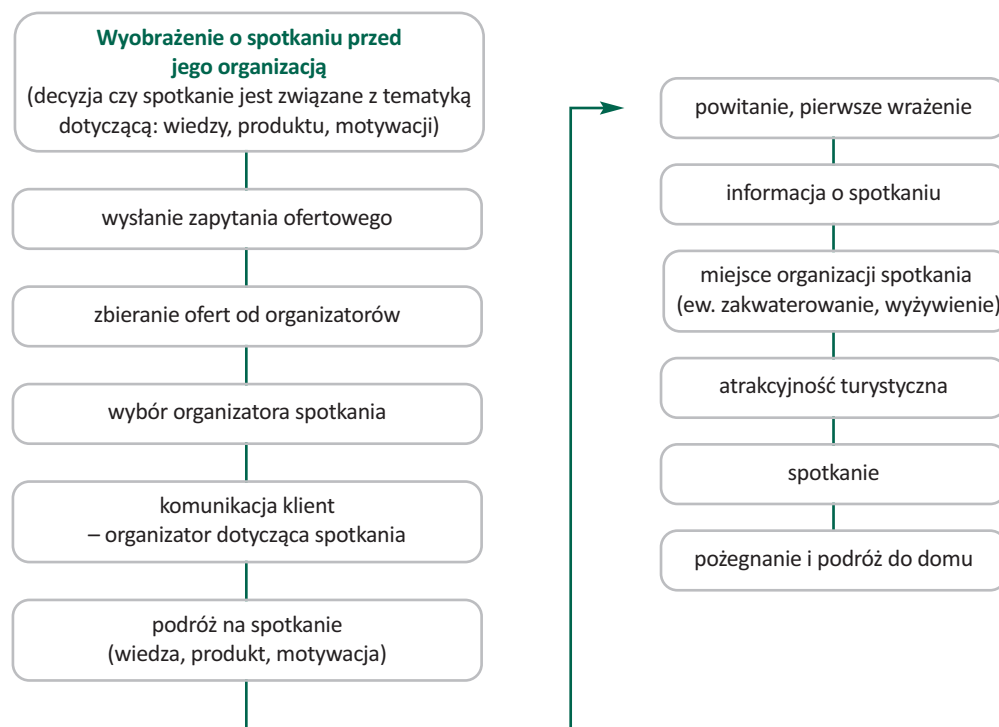 Wyobrażenie o spotkaniu przed
jego organizacją
(decyzja czy spotkanie jest związane z tematyką
dotyczącą: wiedzy, produktu, motywacji)
wysłanie zapytania ofertowego
zbieranie ofert od organizatorów
wybór organizatora spotkania
komunikacja klient
– organizator dotycząca spotkania
podróż na spotkanie
(wiedza, produkt, motywacja)
powitanie, pierwsze wrażenie
informacja o spotkaniu
miejsce organizacji spotkania
(ew. zakwaterowanie, wyżywienie)
atrakcyjność turystyczna
spotkanie
pożegnanie i podróż do domu